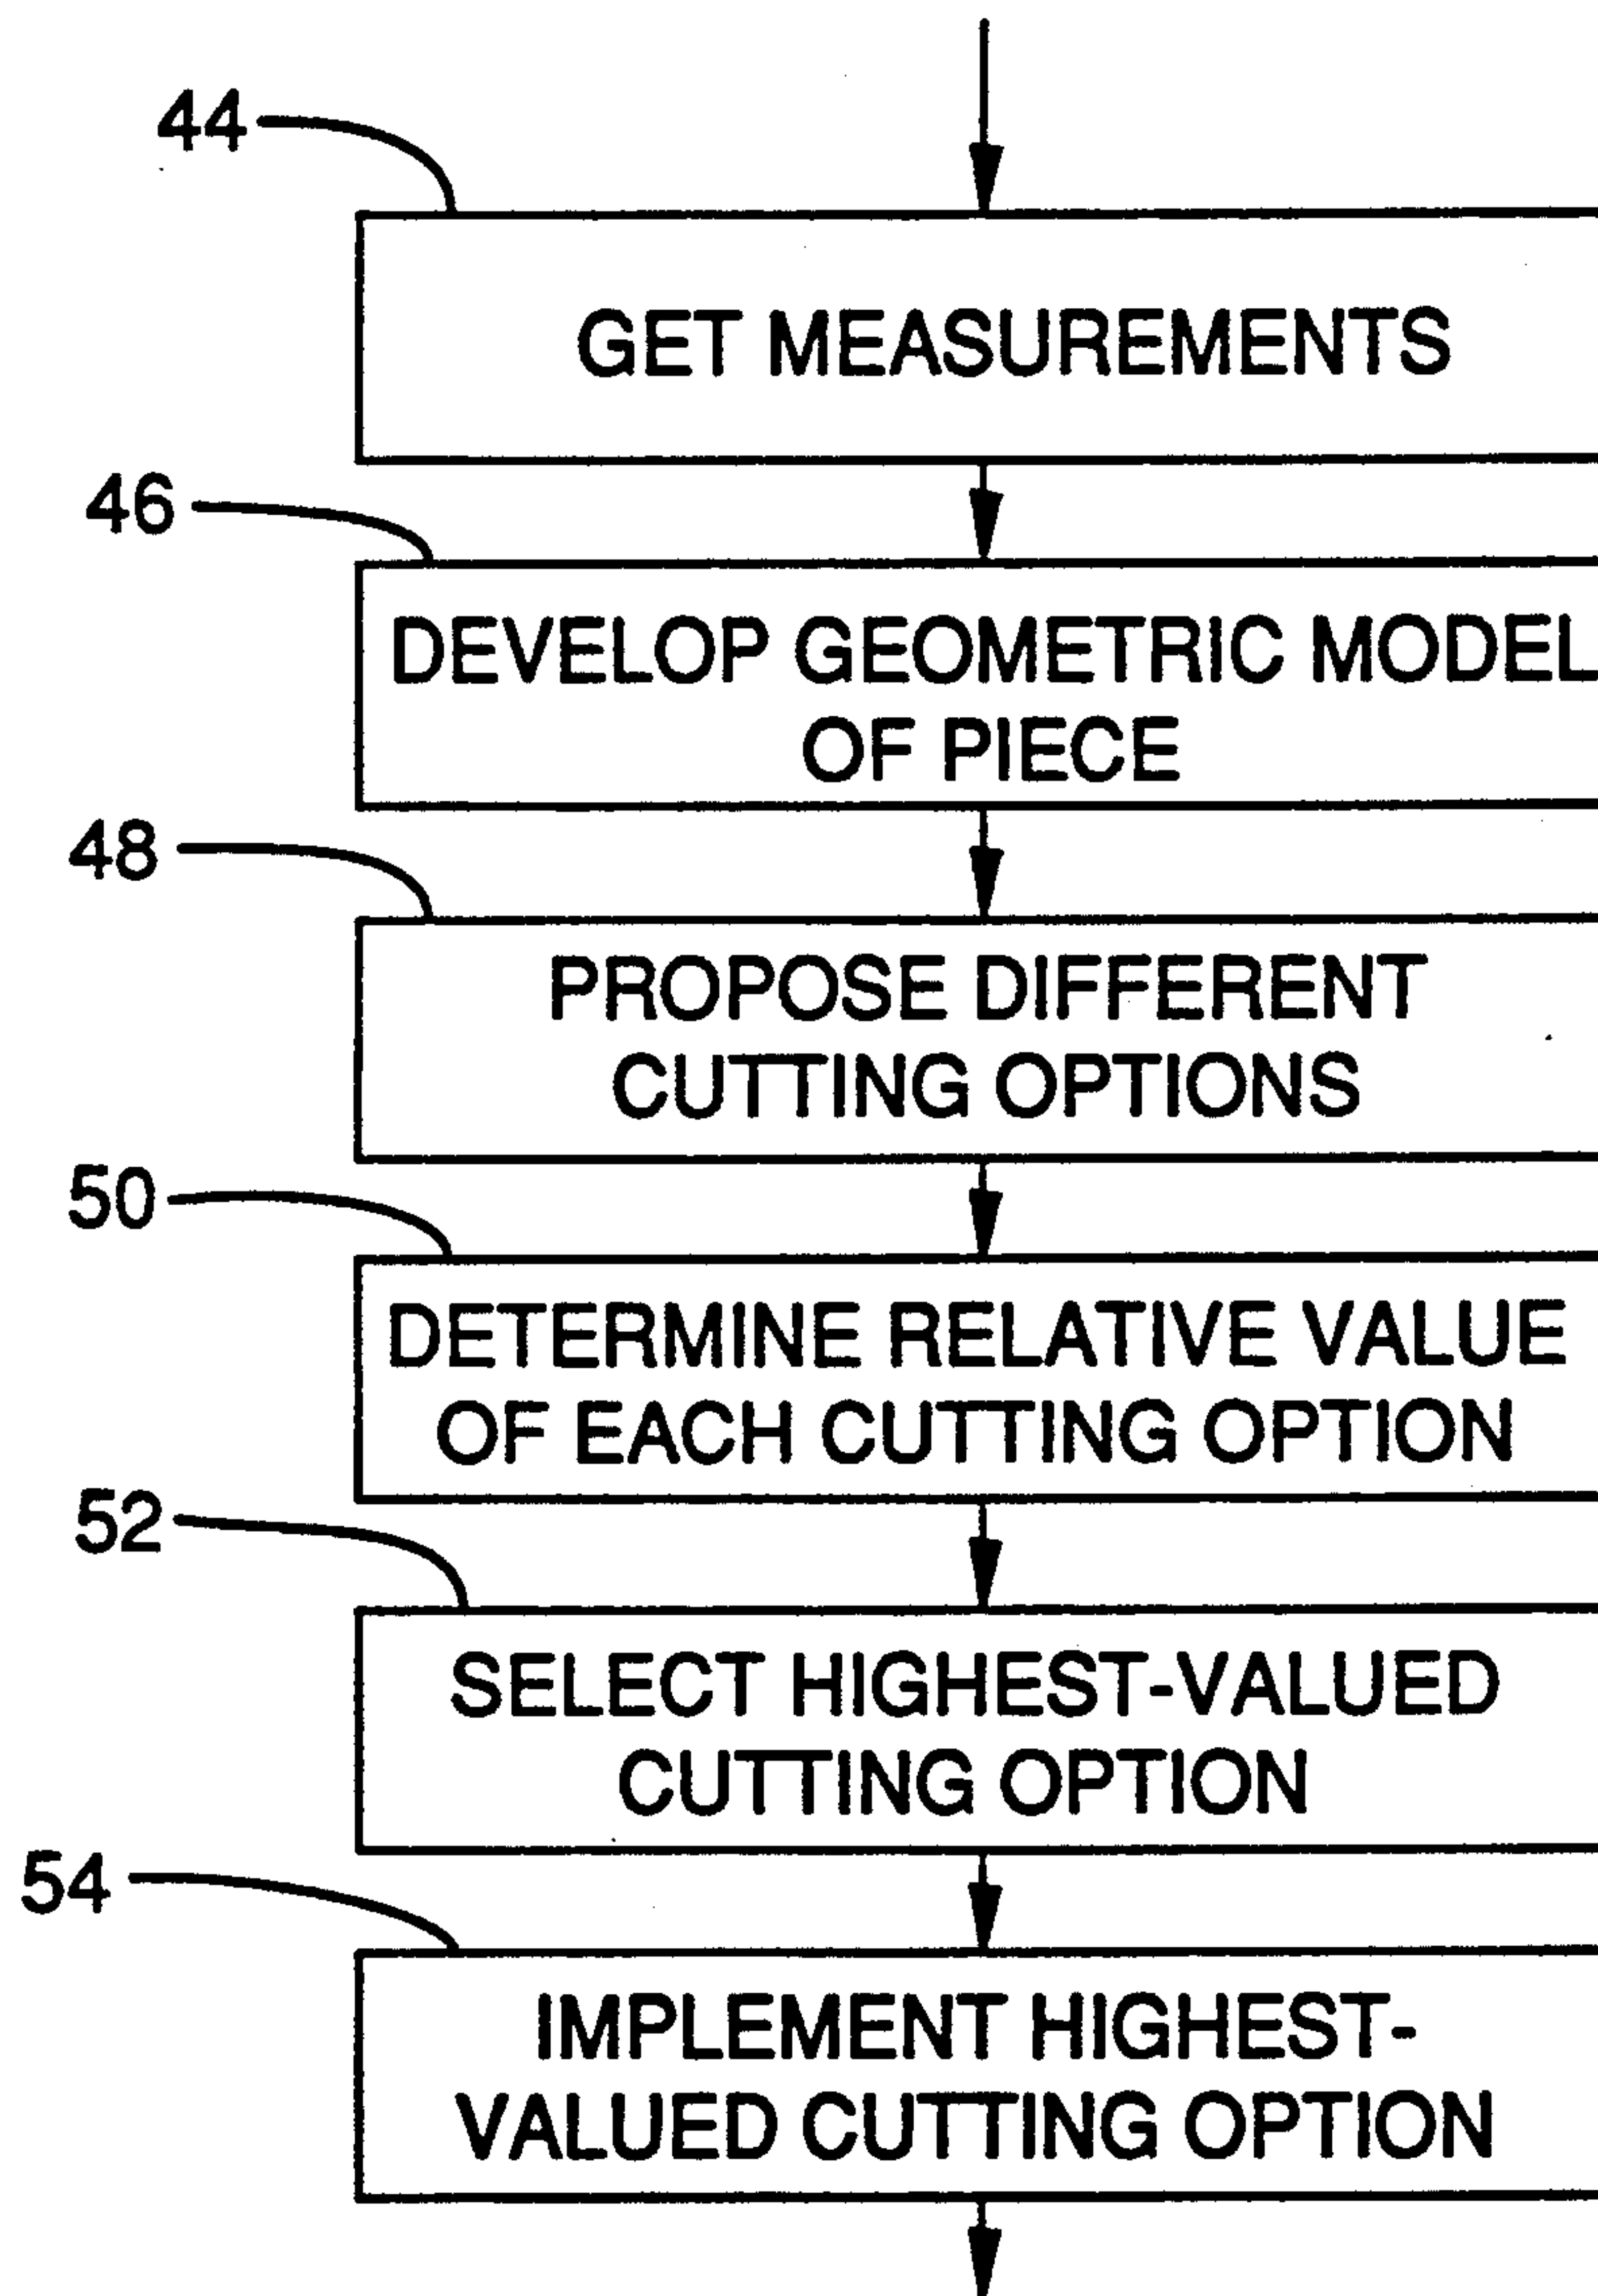 44
GET MEASUREMENTS
46
DEVELOP GEOMETRIC MODEL
OF PIECE
48
PROPOSE DIFFERENT
CUTTING OPTIONS
50
DETERMINE RELATIVE VALUE
OF EACH CUTTING OPTION
52
SELECT HIGHEST-VALUED
CUTTING OPTION
54
IMPLEMENT HIGHEST-
VALUED CUTTING OPTION